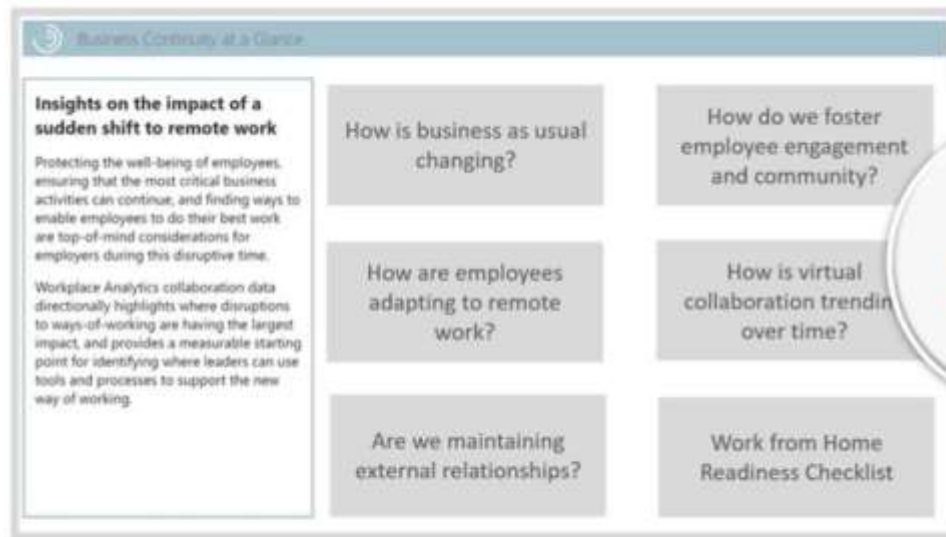 Business Continuity at a Glance
Insights on the impact of a
sudden shift to remote work
Protecting the well-being of employees,
ensuring that the most critical business
activities can continue, and finding ways to
enable employees to do their best work
are top-of-mind considerations for
employers during this disruptive time.
Workplace Analytics collaboration data
directionally highlights where disruptions
to ways-of-working are having the largest
impact, and provides a measurable starting
point for identifying where leaders can use
tools and processes to support the new
way of working.
How is business as usual
changing?
How do we foster
employee engagement
and community?
How are employees
adapting to remote
work?
How is virtual
collaboration trendin
over time?
Are we maintaining
external relationships?
Work from Home
Readiness Checklist